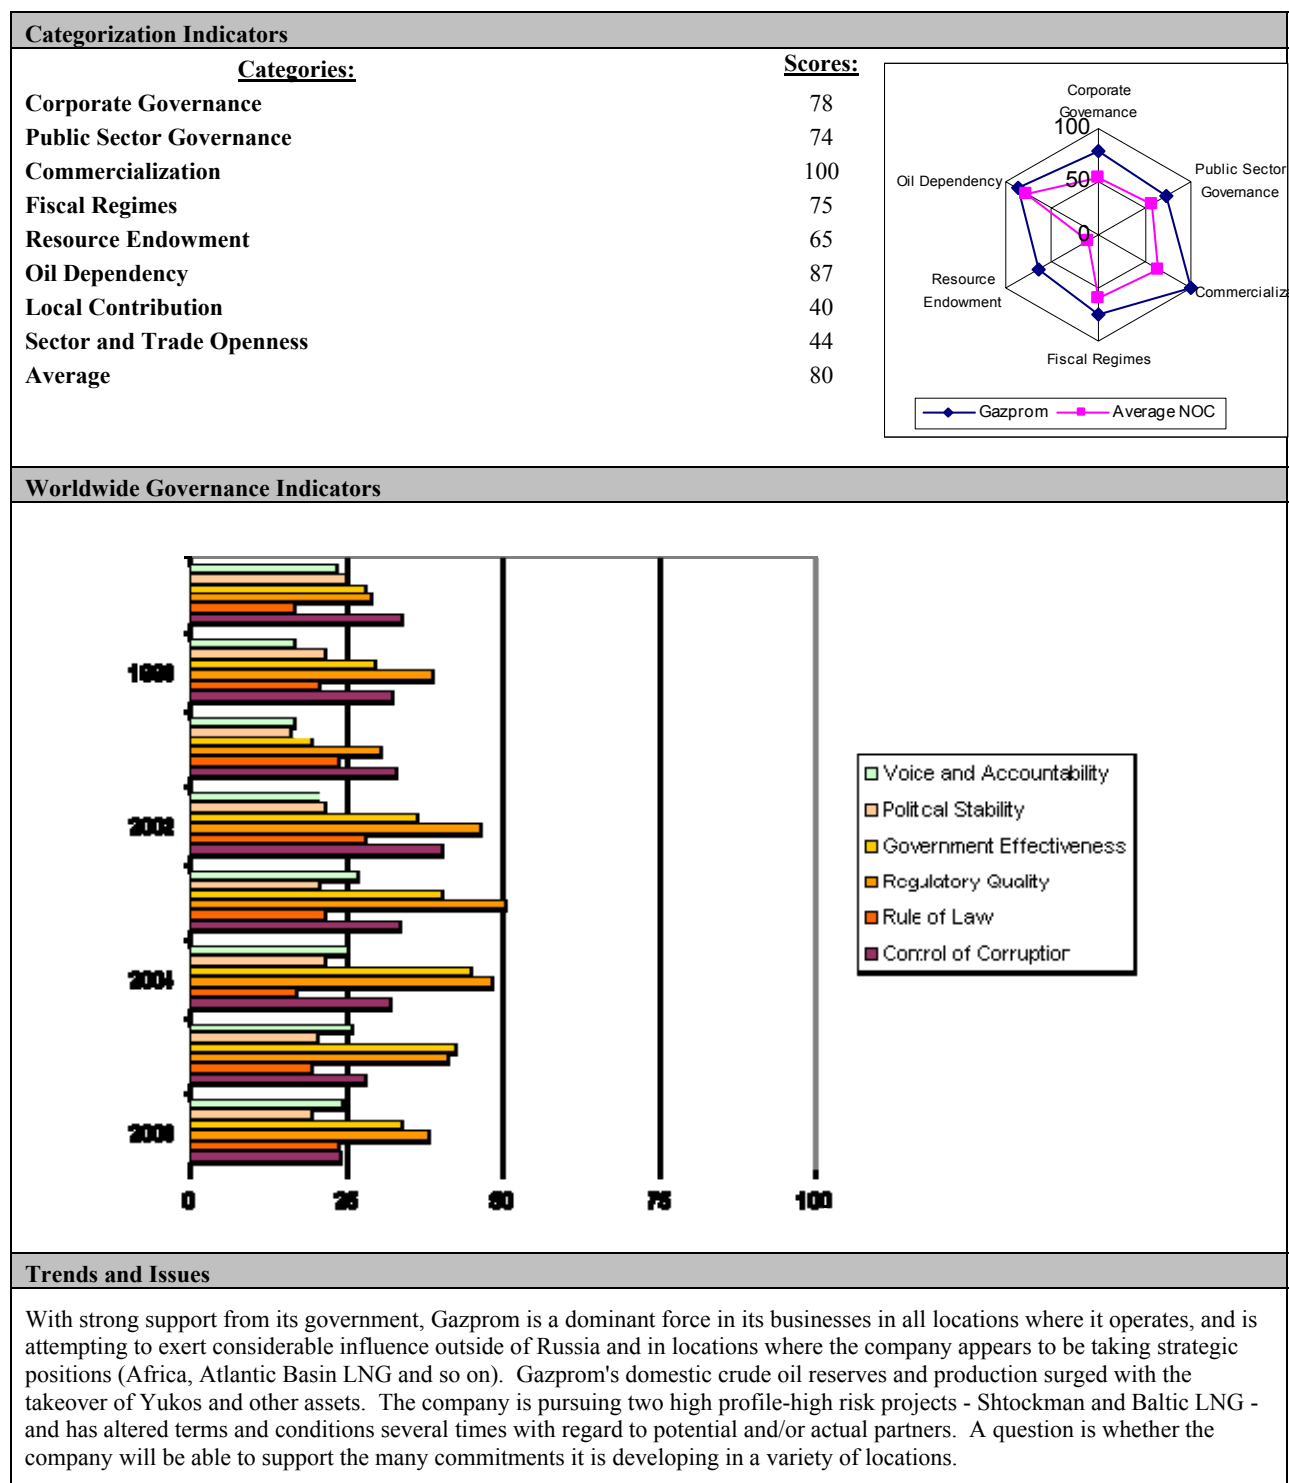 Categorization Indicators
Categories: Scores:
Corporate Governance 78
Public Sector Governance 74
Commercialization 100
Fiscal Regimes 75
Resource Endowment 65
Oil Dependency 87
Local Contribution 40
Sector and Trade Openness 44
Average 80
Corporate
Governance
100
50
0
Public Sector
Governance
Oil Dependency
Resource
Endowment
Commercializa
Fiscal Regimes
Gazprom Average NOC
Worldwide Governance Indicators
2002
2004
0 25 75 100
Voice and Accountability
Political Stability
Government Effectiveness
Regulatory Quality
Rule of Law
Control of Corruption
Trends and Issues
With strong support from its government, Gazprom is a dominant force in its businesses in all locations where it operates, and is
attempting to exert considerable influence outside of Russia and in locations where the company appears to be taking strategic
positions (Africa, Atlantic Basin LNG and so on). Gazprom's domestic crude oil reserves and production surged with the
takeover of Yukos and other assets. The company is pursuing two high profile-high risk projects - Shtockman and Baltic LNG -
and has altered terms and conditions several times with regard to potential and/or actual partners. A question is whether the
company will be able to support the many commitments it is developing in a variety of locations.